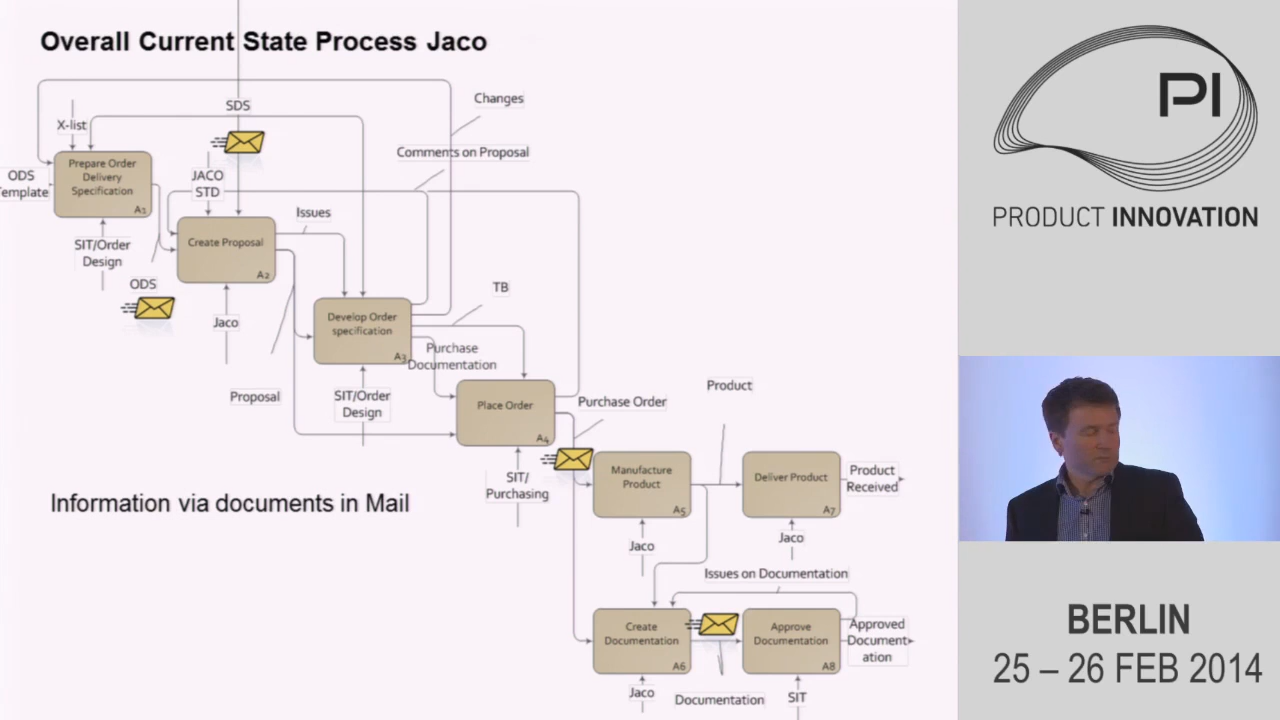 Overall Current State Process Jaco
Changes
SDS
X-list
Comments on Proposal
Prepare Order
Delivery
Specification
A1
ODS
Template
JACO
STD
Issues
SIT/Order
Design
Create Proposal
A2
ODS
TB
Jaco
Develop Order
specification
A3
Purchase
Documentation
Proposal
SIT/Order
Design
Place Order
A4
Purchase Order
Product
SIT/
Purchasing
Manufacture
Product
A5
Deliver Product
A7
Product
Received
Information via documents in Mail
Jaco
Jaco
Issues on Documentation
Create
Documentation
A6
Approve
Documentation
A8
Approved
Document
ation
Jaco
Documentation
SIT
PI
PRODUCT INNOVATION
BERLIN
25 – 26 FEB 2014